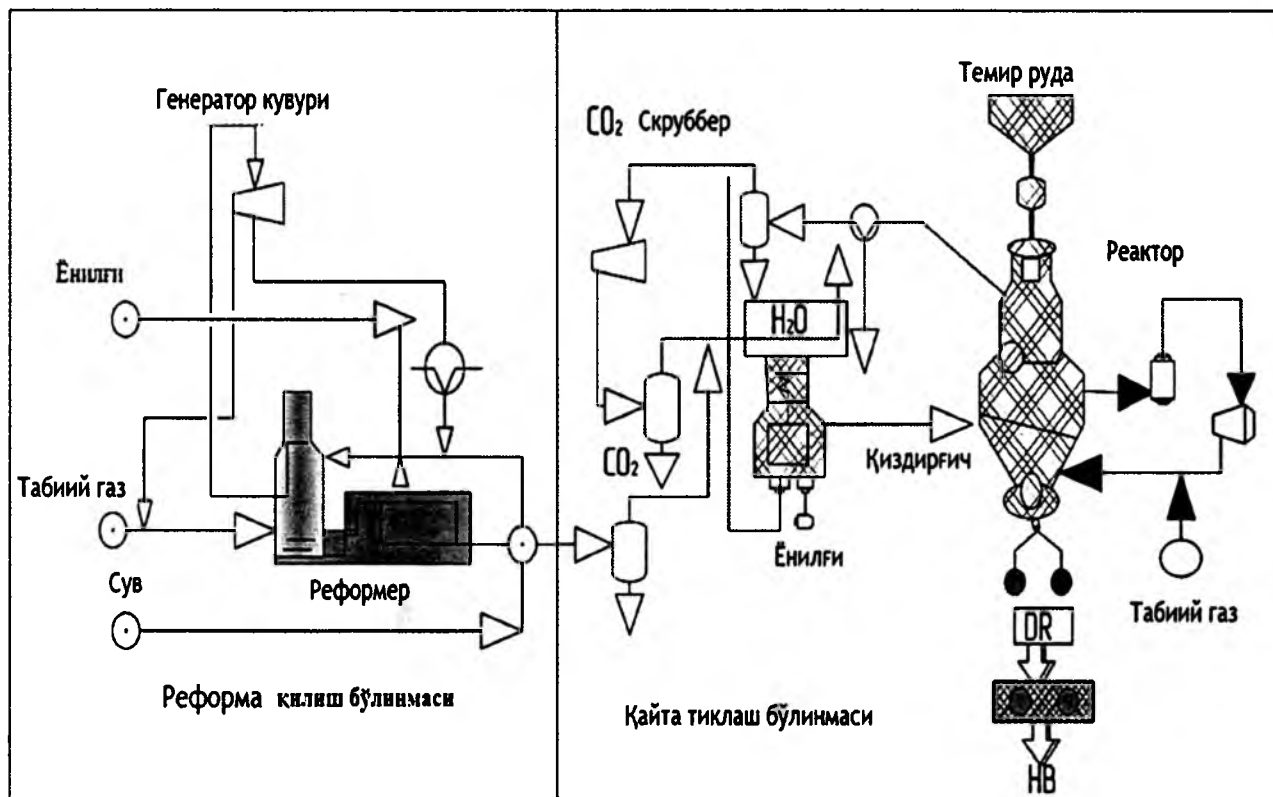 Генератор кувури
Ёнилғи
Табиий газ
Сув
Реформер
Реформа қилиш бўлинмаси
Темир руда
CO₂ Скруббер
Реактор
H₂O
CO₂
Қиздирғич
Ёнилғи
Табиий газ
DR
Қайта тиклаш бўлинмаси
HB